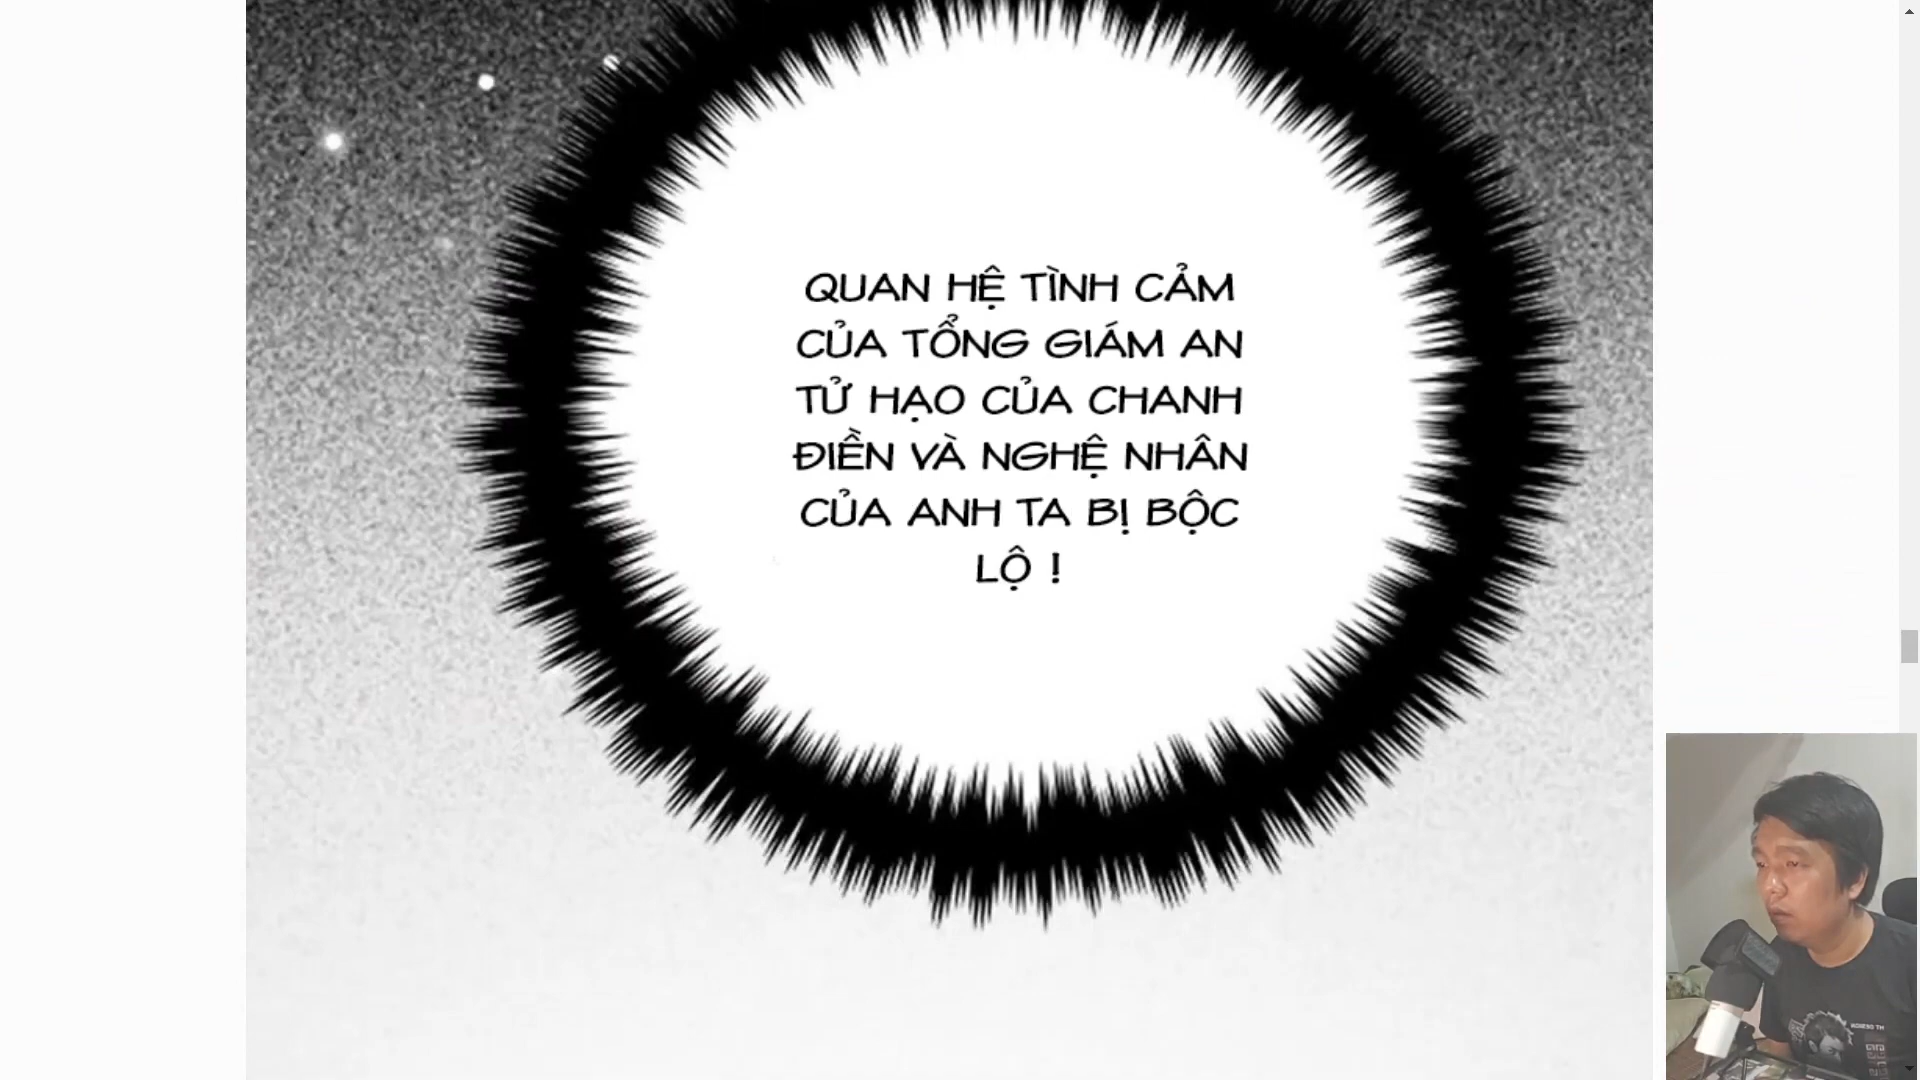 QUAN HỆ TÌNH CẢM
CỦA TỔNG GIÁM AN
TỬ HẠO CỦA CHANH
ĐIỀN VÀ NGHỆ NHÂN
CỦA ANH TA BỊ BỘC
LỘ !